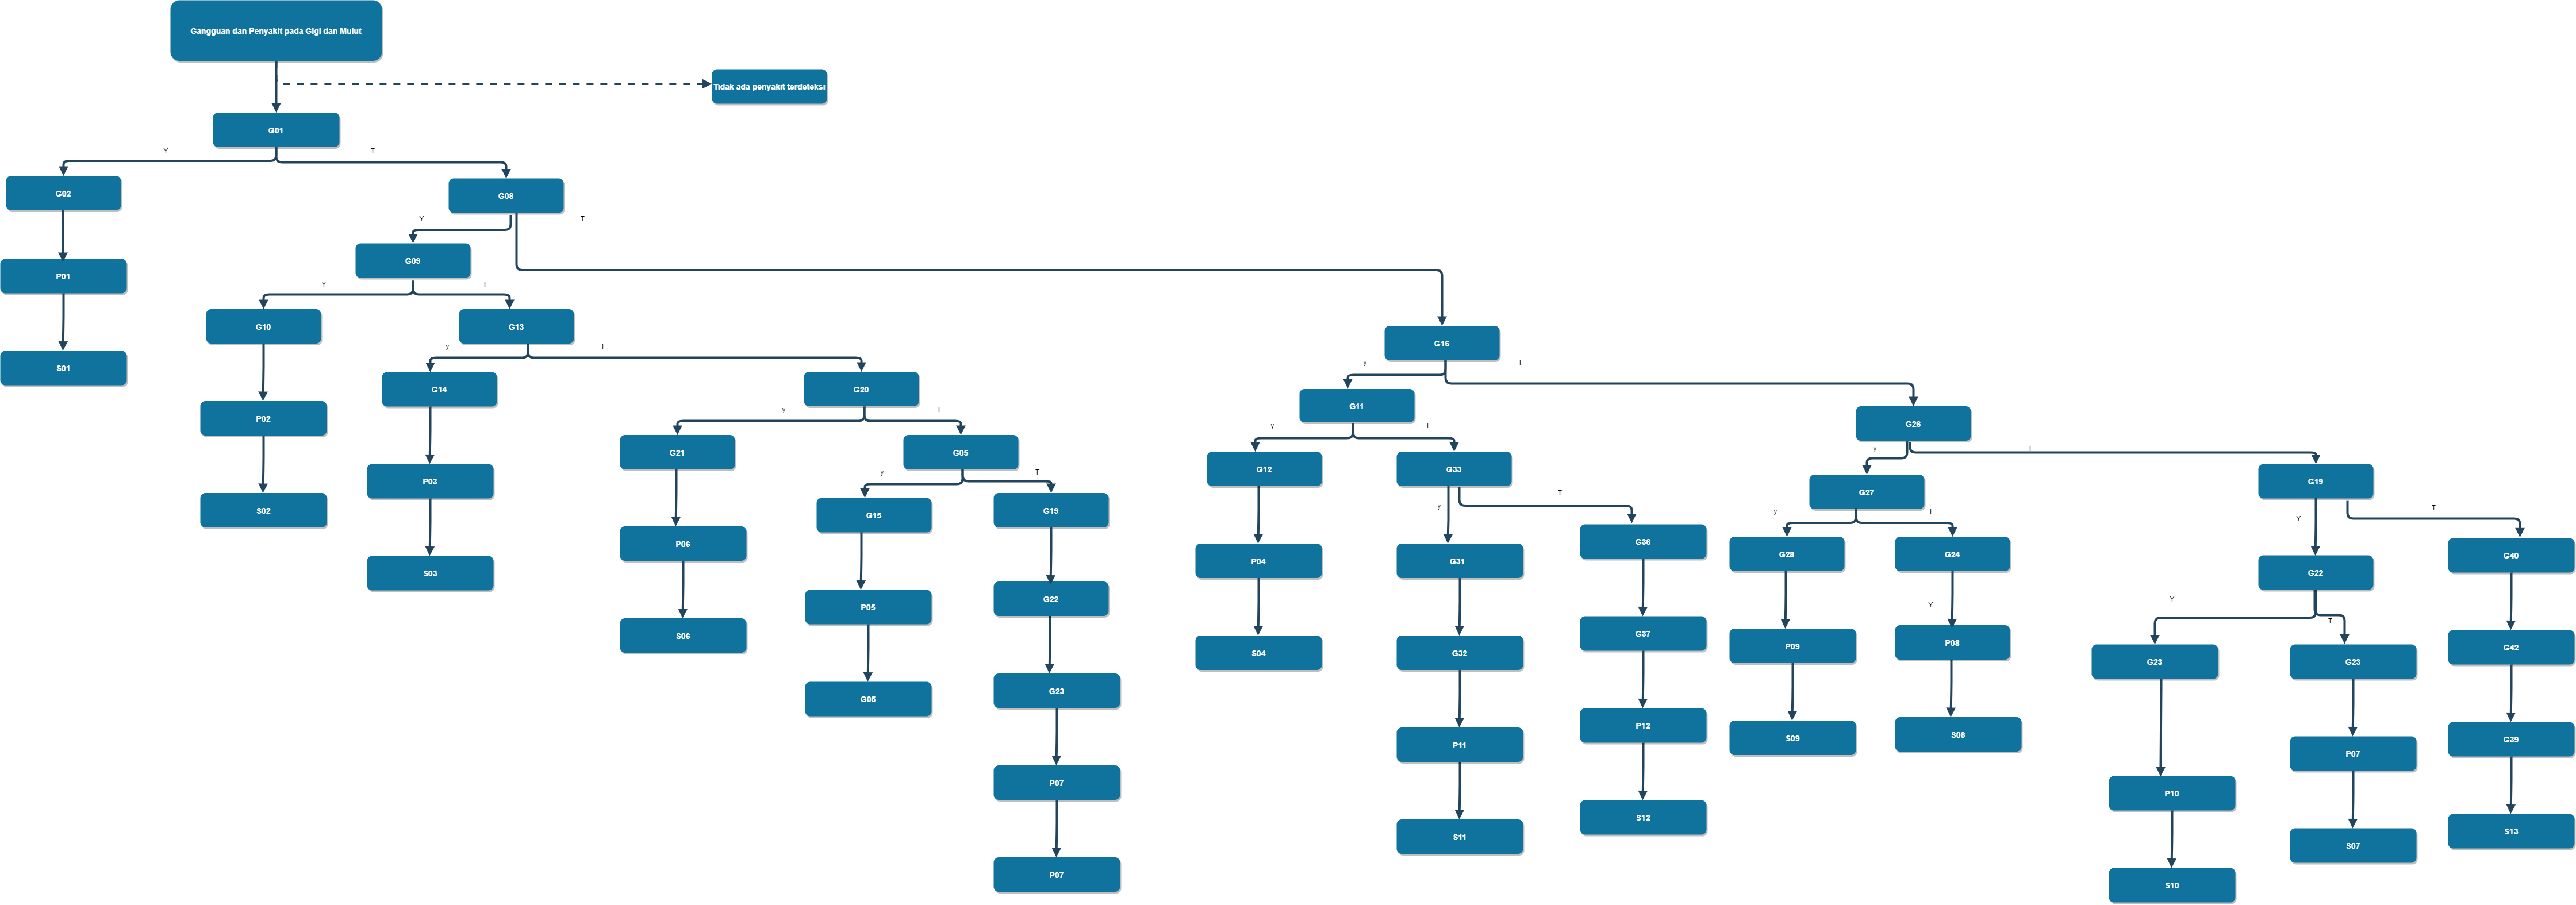 Gangguan dan Penyakit pada Gigi dan Mulut
Tidak ada penyakit terdeteksi
G01
Y
T
G02
G08
Y
T
P01
G09
Y
T
S01
G10
G13
y
T
G16
y
T
P02
G14
G20
y
T
G11
y
T
G26
y
T
S02
P03
G21
G05
y
T
G12
G33
y
T
G27
y
T
G19
Y
T
S03
P06
G15
G19
P04
G31
G36
G28
G24
Y
G22
Y
T
G40
S06
P05
G22
S04
G32
G37
P09
P08
G23
G23
G42
G05
G23
P11
P12
S09
S08
P10
P07
G39
P07
S11
S12
S10
S07
S13
P07